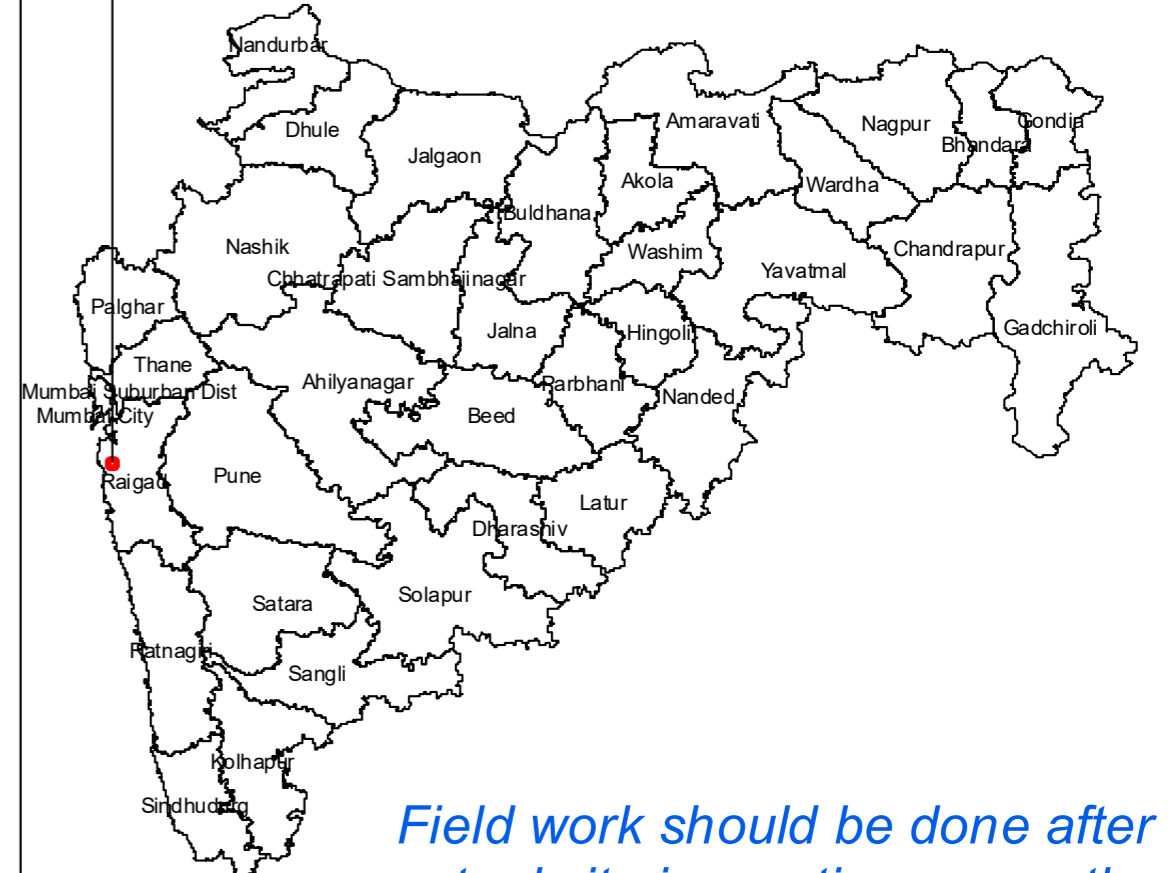 Nandurbar
Dhule
Jalgaon
Amaravati
Nagpur
Gondia
Bhandara
Akola
Wardha
Buldhana
Nashik
Washim
Chandrapur
Chhatrapati Sambhajinagar
Yavatmal
Palghar
Jalna
Hingoli
Gadchiroli
Thane
Ahilyanagar
Parbhani
Mumbai Suburban Dist
Nanded
Mumbai City
Beed
Raigad
Pune
Latur
Dharashiv
Satara
Solapur
Ratnagiri
Sangli
Kolhapur
Sindhudurg
Field work should be done after